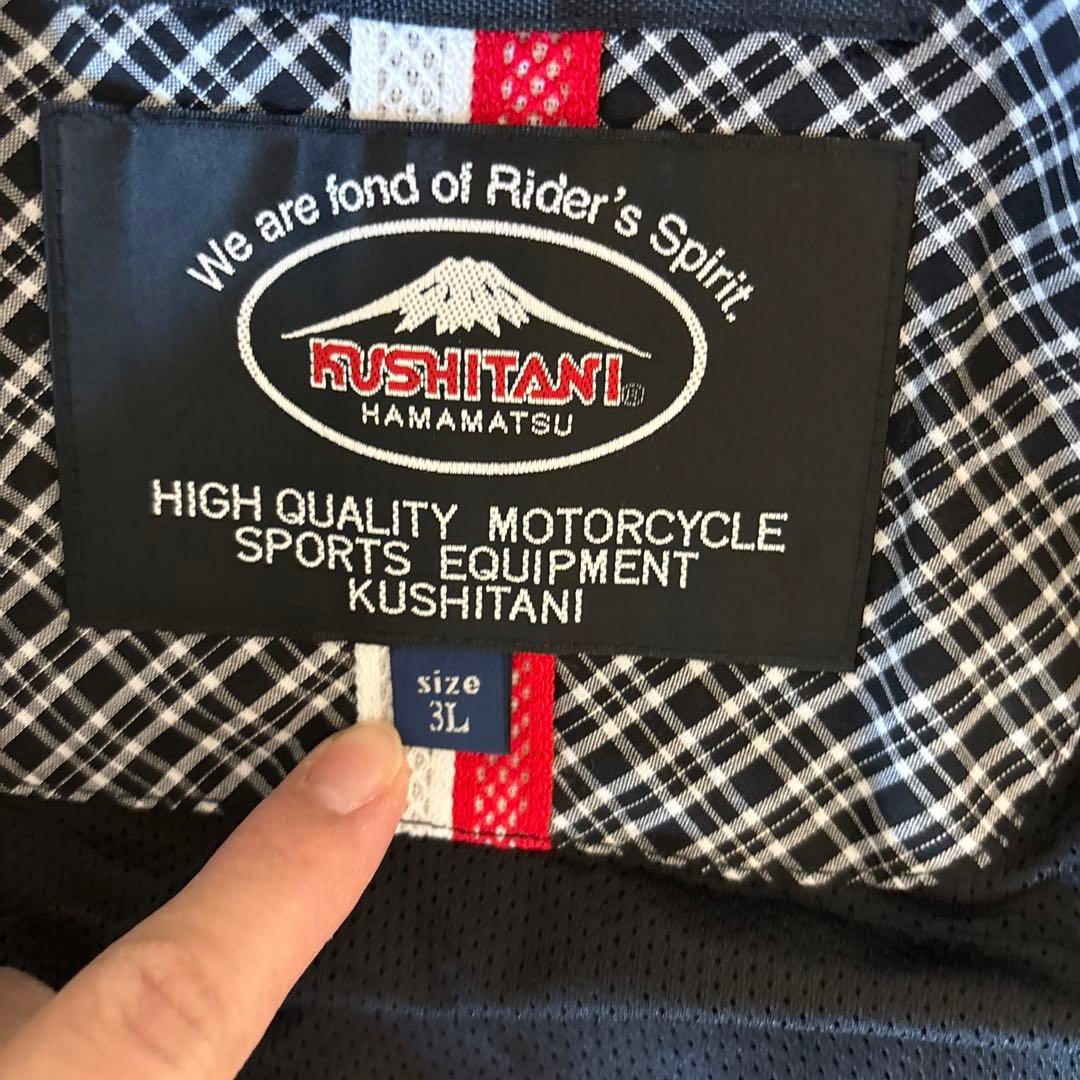 We are fond of Rider's Spirit.
KUSHITANI®
HAMAMATSU
HIGH QUALITY MOTORCYCLE
SPORTS EQUIPMENT
KUSHITANI
size
3L